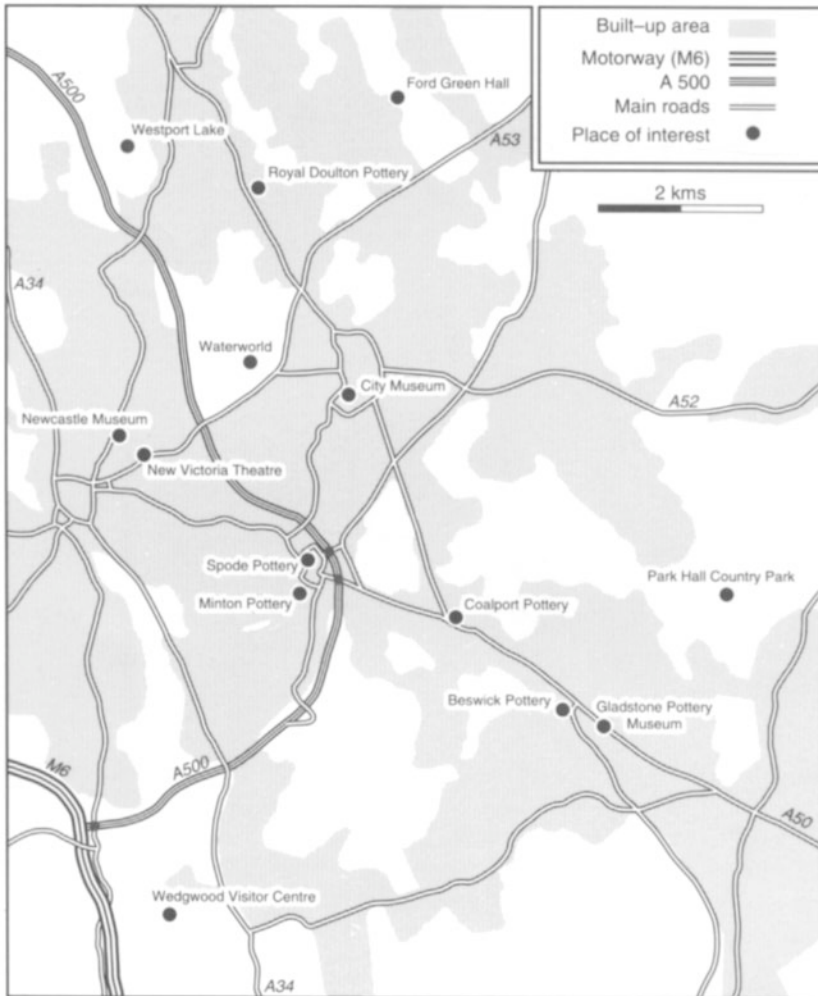 Built–up area
Motorway (M6)
A 500
Main roads
Place of interest
2 kms
A500
Ford Green Hall
Westport Lake
A53
Royal Doulton Pottery
A34
Waterworld
City Museum
A52
Newcastle Museum
New Victoria Theatre
Spode Pottery
Park Hall Country Park
Minton Pottery
Coalport Pottery
Beswick Pottery
Gladstone Pottery
Museum
M6
A500
A50
Wedgwood Visitor Centre
A34